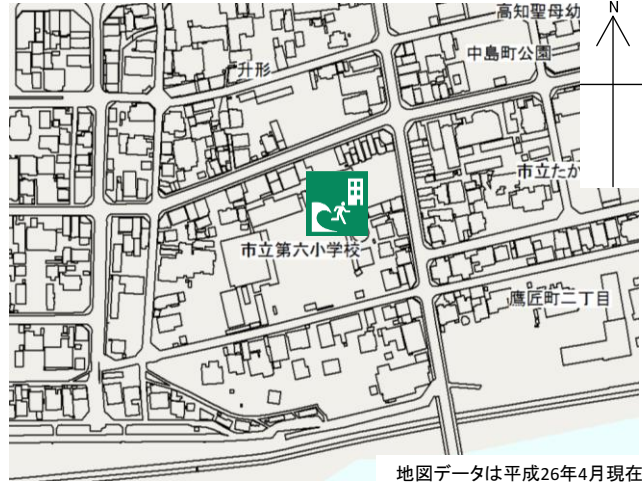 高知聖母幼
N
中島町公園
升形
市立たか
市立第六小学校
鷹匠町二丁目
地図データは平成26年4月現在